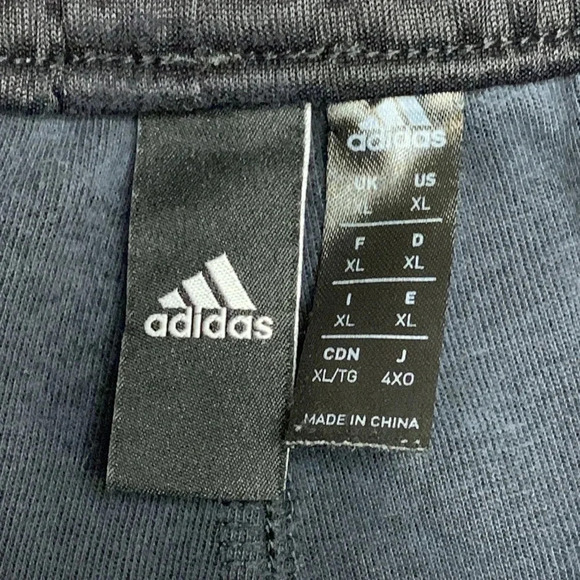 adidas
adidas
UK US
XL XL
F D
XL XL
I E
XL XL
CDN J
XL/TG 4XO
MADE IN CHINA